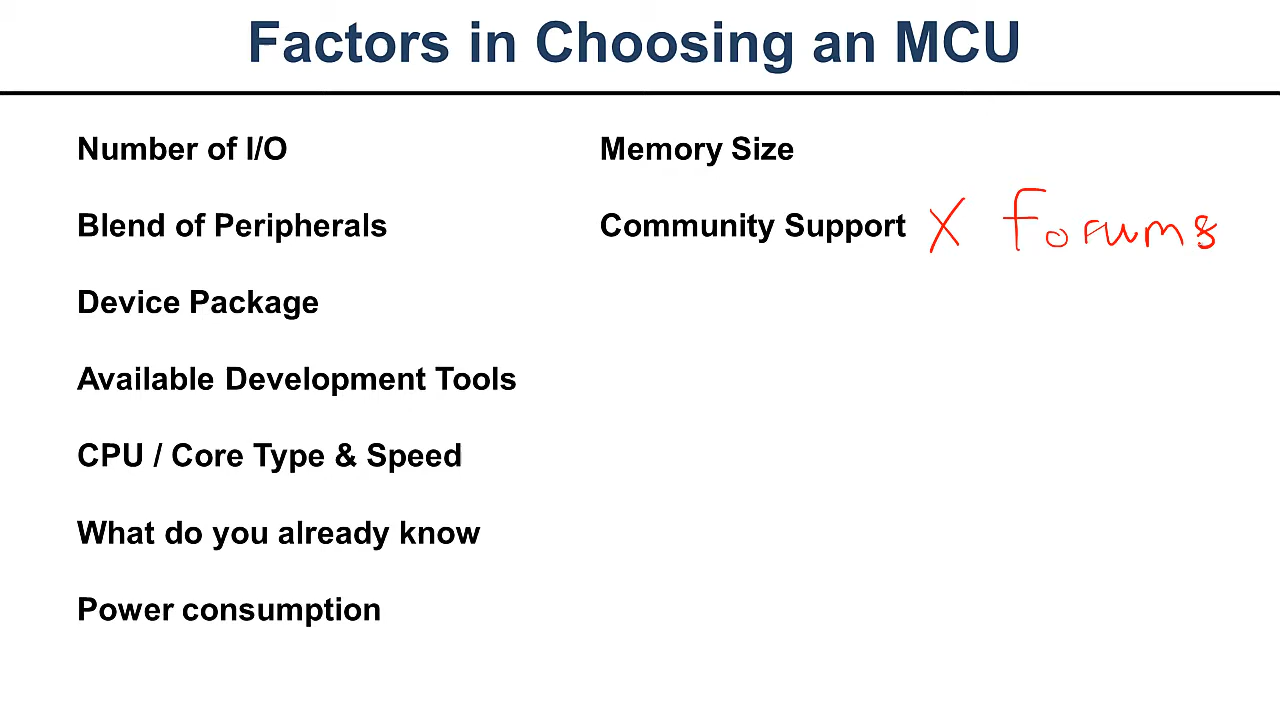 Factors in Choosing an MCU
Number of I/O
Blend of Peripherals
Device Package
Available Development Tools
CPU / Core Type & Speed
What do you already know
Power consumption
Memory Size
Community Support X Forums